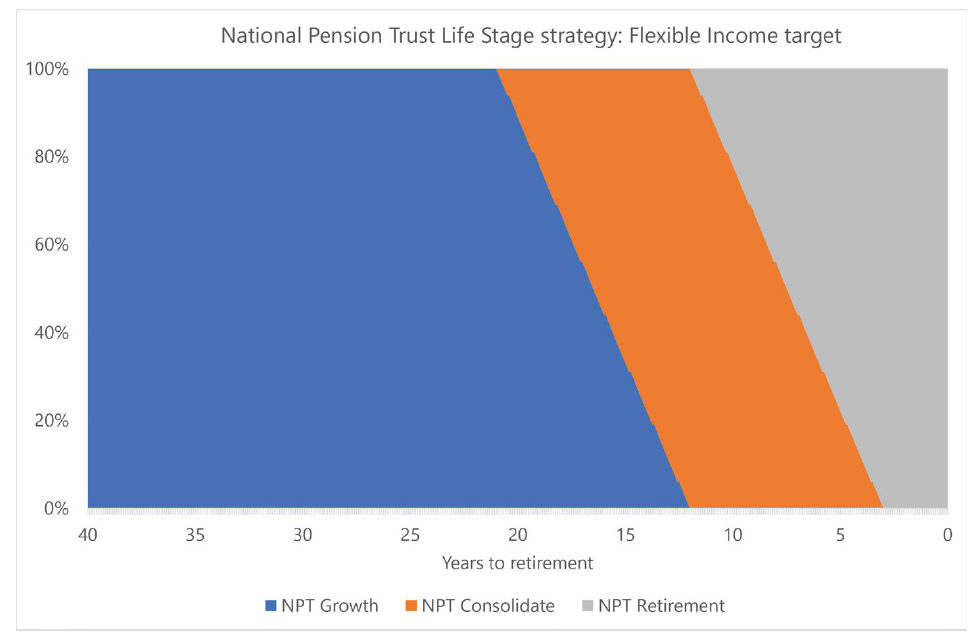 National Pension Trust Life Stage strategy: Flexible Income target
100%
80%
60%
40%
20%
0%
40 35 30 25 20 15 10 5 0
Years to retirement
NPT Growth NPT Consolidate NPT Retirement